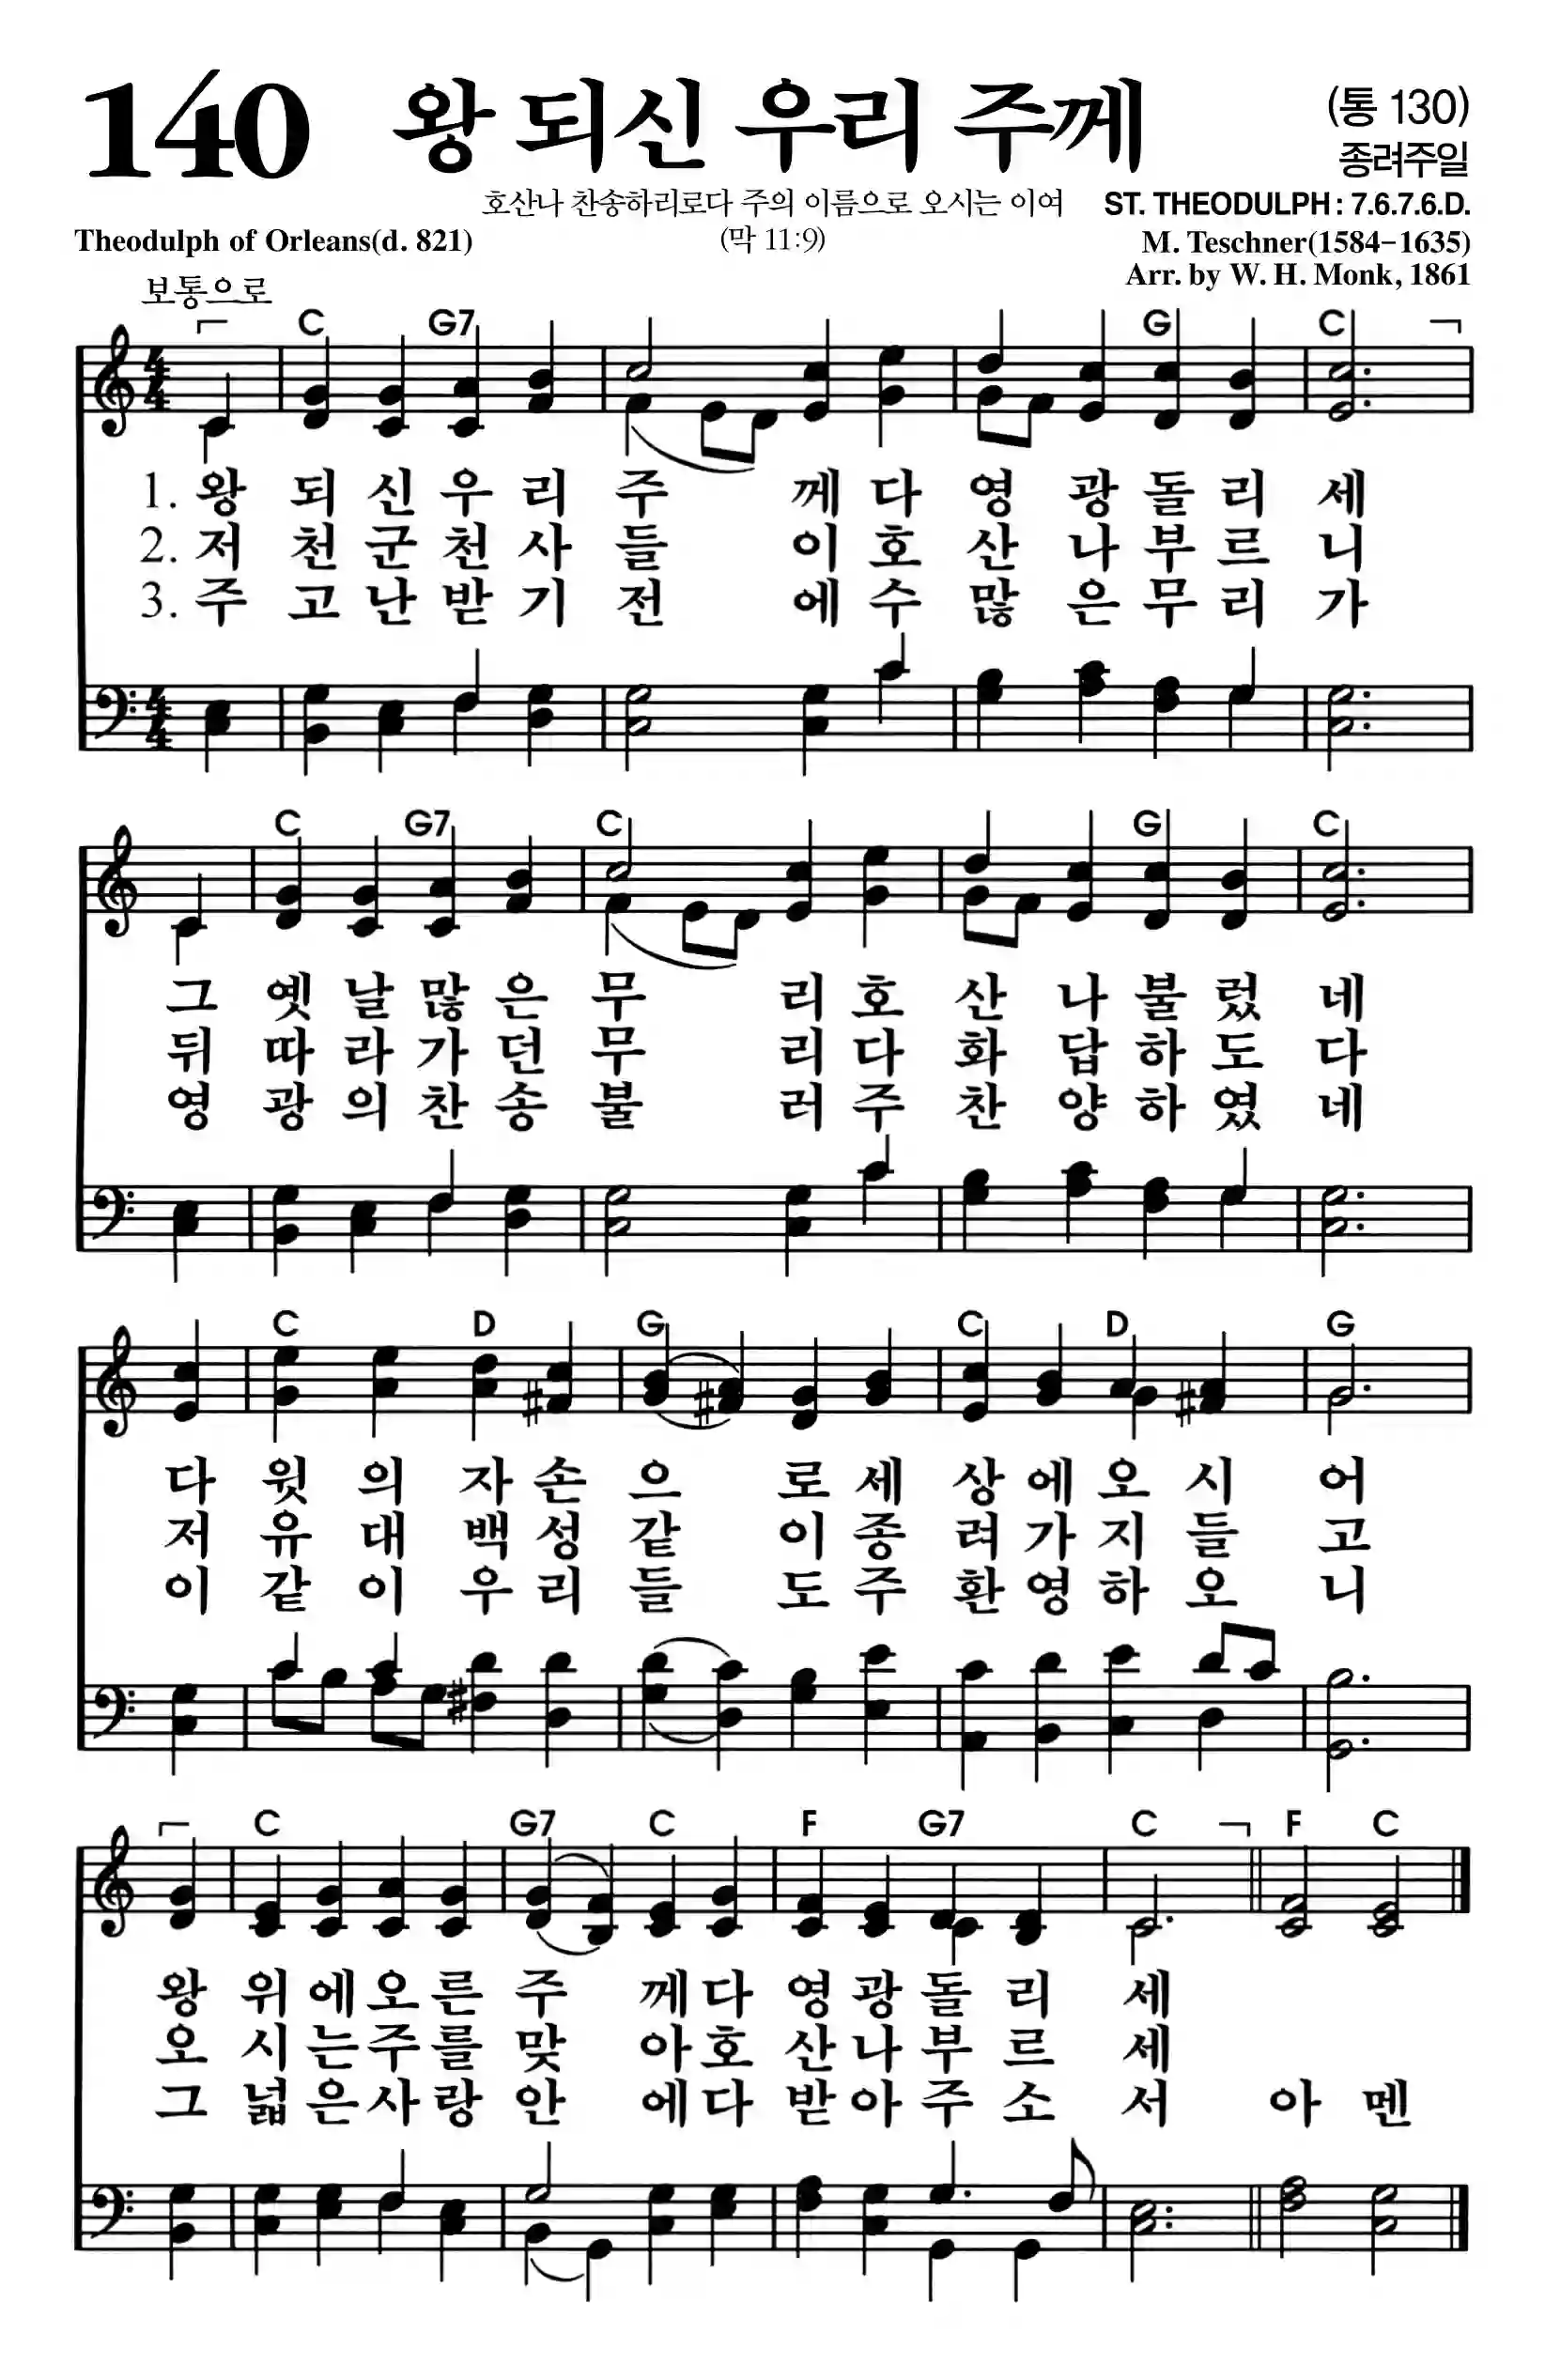 140 왕 되신 우리 주께 (통 130)
종려주일
호산나 찬송하리로다 주의 이름으로 오시는 이여 ST. THEODULPH : 7.6.7.6.D.
Theodulph of Orleans(d. 821) (막 11:9) M. Teschner(1584-1635)
Arr. by W. H. Monk, 1861
보통으로
C G7 G C
1. 왕 되 신 우 리 주 께 다 영 광 돌 리 세
2. 저 천 군 천 사 들 이 호 산 나 부 르 니
3. 주 고 난 받 기 전 에 수 많 은 무 리 가
C G7 C G C
그 옛 날 많 은 무 리 호 산 나 불 렀 네
뒤 따 라 가 던 무 리 다 화 답 하 도 다
영 광 의 찬 송 불 러 주 찬 양 하 였 네
C D G C D G
다 윗 의 자 손 으 로 세 상 에 오 시 어
저 유 대 백 성 같 이 종 려 가 지 들 고
이 같 이 우 리 들 도 주 환 영 하 오 니
C G7 C F G7 C F C
왕 위 에 오 른 주 께 다 영 광 돌 리 세
오 시 는 주 를 맞 아 호 산 나 부 르 세
그 넓 은 사 랑 안 에 다 받 아 주 소 서 아 멘